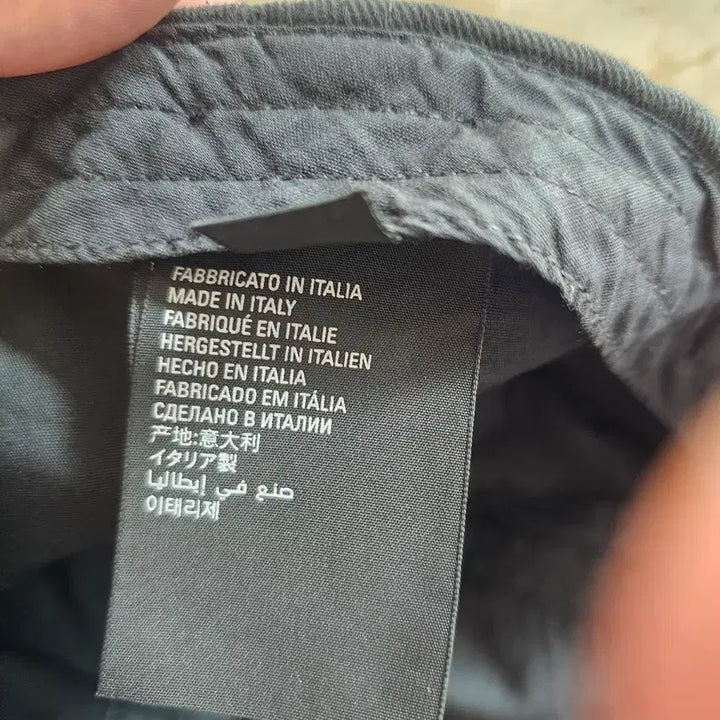 FABBRICATO IN ITALIA
MADE IN ITALY
FABRIQUÉ EN ITALIE
HERGESTELLT IN ITALIEN
HECHO EN ITALIA
FABRICADO EM ITÁLIA
СДЕЛАНО В ИТАЛИИ
产地:意大利
イタリア製
صنع في إيطاليا
이태리제